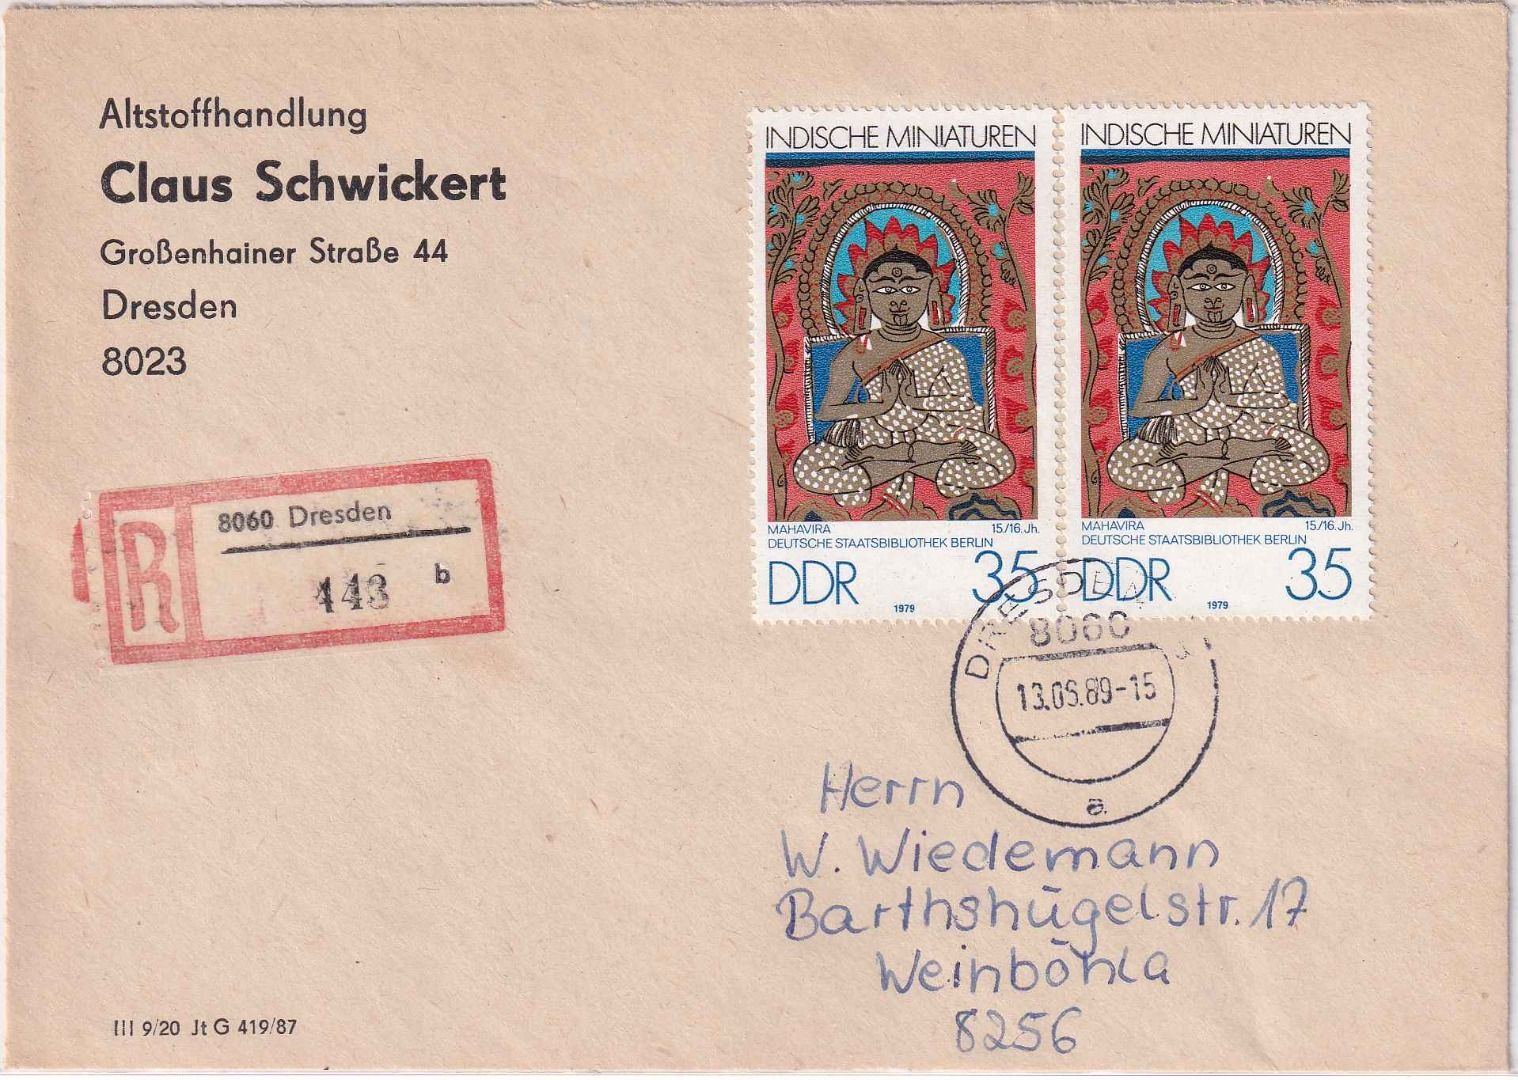 Altstoffhandlung
Claus Schwickert
Großenhainer Straße 44
Dresden
8023
INDISCHE MINIATUREN
MAHAVIRA 15/16. Jh.
DEUTSCHE STAATSBIBLIOTHEK BERLIN
DDR 35
1979
INDISCHE MINIATUREN
MAHAVIRA 15/16. Jh.
DEUTSCHE STAATSBIBLIOTHEK BERLIN
DDR 35
1979
R
8060 Dresden
443 b
DRESDEN
8060
13.06.89-15
a
Herrn
W. Wiedemann
Barthshügelstr. 17
Weinböhla
8256
III 9/20 Jt G 419/87